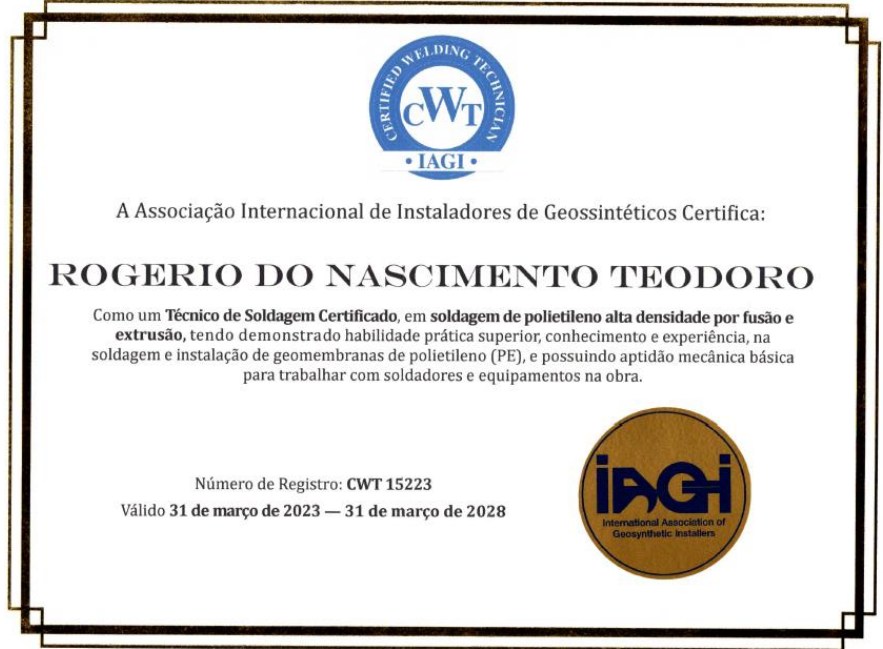 CERTIFIED WELDING TECHNICIAN
CWT
• IAGI •
A Associação Internacional de Instaladores de Geossintéticos Certifica:
ROGERIO DO NASCIMENTO TEODORO
Como um Técnico de Soldagem Certificado, em soldagem de polietileno alta densidade por fusão e
extrusão, tendo demonstrado habilidade prática superior, conhecimento e experiência, na
soldagem e instalação de geomembranas de polietileno (PE), e possuindo aptidão mecânica básica
para trabalhar com soldadores e equipamentos na obra.
Número de Registro: CWT 15223
Válido 31 de março de 2023 — 31 de março de 2028
IAGI
International Association of
Geosynthetic Installers